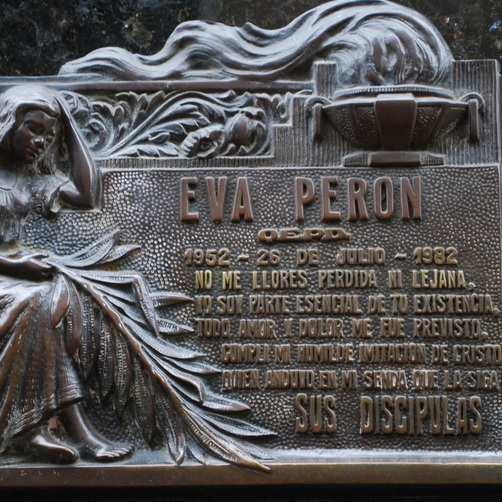 EVA PERON
Q.E.P.D.
1952 - 26 DE JULIO - 1982
NO ME LLORES PERDIDA NI LEJANA.
YO SOY PARTE ESENCIAL DE TU EXISTENCIA.
TODO AMOR Y DOLOR ME FUE PREVISTO.
CUMPLI MI HUMILDE IMITACION DE CRISTO
QUIEN ANDUVO EN MI SENDA QUE LA SIGA
SUS DISCIPULAS